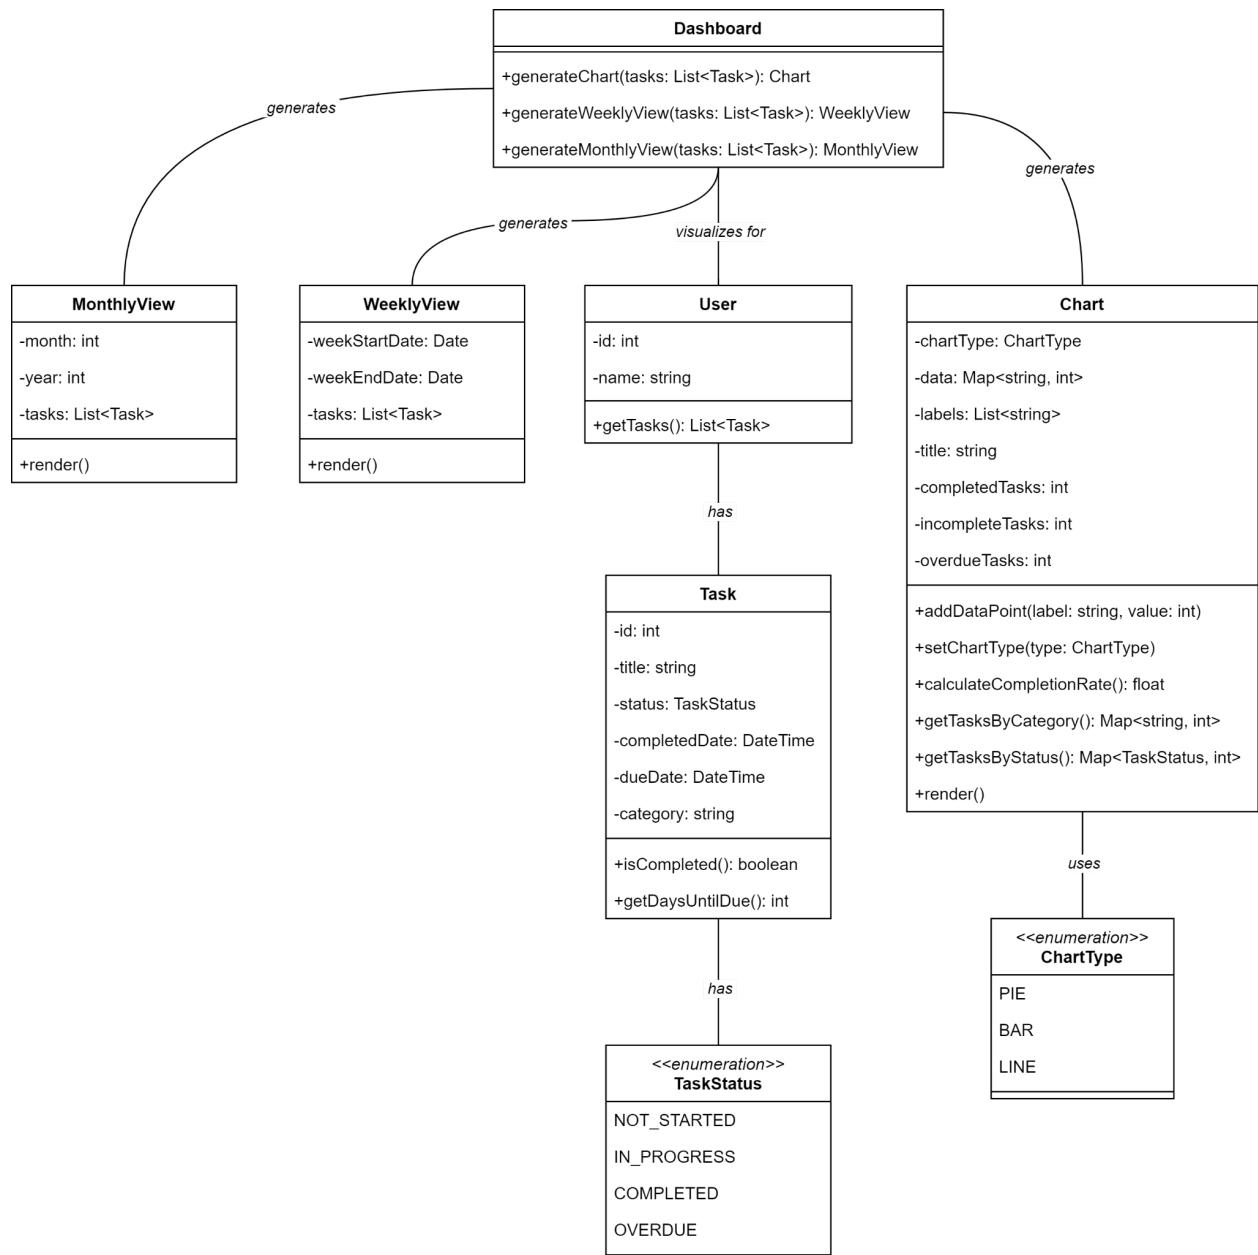 Dashboard
+generateChart(tasks: List<Task>): Chart
+generateWeeklyView(tasks: List<Task>): WeeklyView
+generateMonthlyView(tasks: List<Task>): MonthlyView
generates
generates
visualizes for
generates
MonthlyView
-month: int
-year: int
-tasks: List<Task>
+render()
WeeklyView
-weekStartDate: Date
-weekEndDate: Date
-tasks: List<Task>
+render()
User
-id: int
-name: string
+getTasks(): List<Task>
Chart
-chartType: ChartType
-data: Map<string, int>
-labels: List<string>
-title: string
-completedTasks: int
-incompleteTasks: int
-overdueTasks: int
+addDataPoint(label: string, value: int)
+setChartType(type: ChartType)
+calculateCompletionRate(): float
+getTasksByCategory(): Map<string, int>
+getTasksByStatus(): Map<TaskStatus, int>
+render()
has
Task
-id: int
-title: string
-status: TaskStatus
-completedDate: DateTime
-dueDate: DateTime
-category: string
+isCompleted(): boolean
+getDaysUntilDue(): int
uses
<<enumeration>>
ChartType
PIE
BAR
LINE
has
<<enumeration>>
TaskStatus
NOT_STARTED
IN_PROGRESS
COMPLETED
OVERDUE